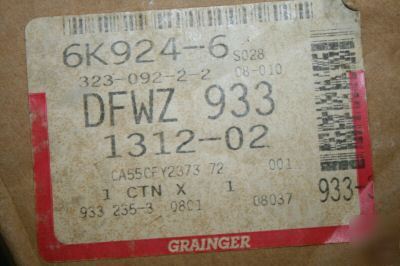 6K924-6 S028
323-092-2-2 08-010
DFWZ 933
1312-02
CA55CFY2373 72 001
1 CTN X 1
933 235-3 0801 08037
933-
GRAINGER